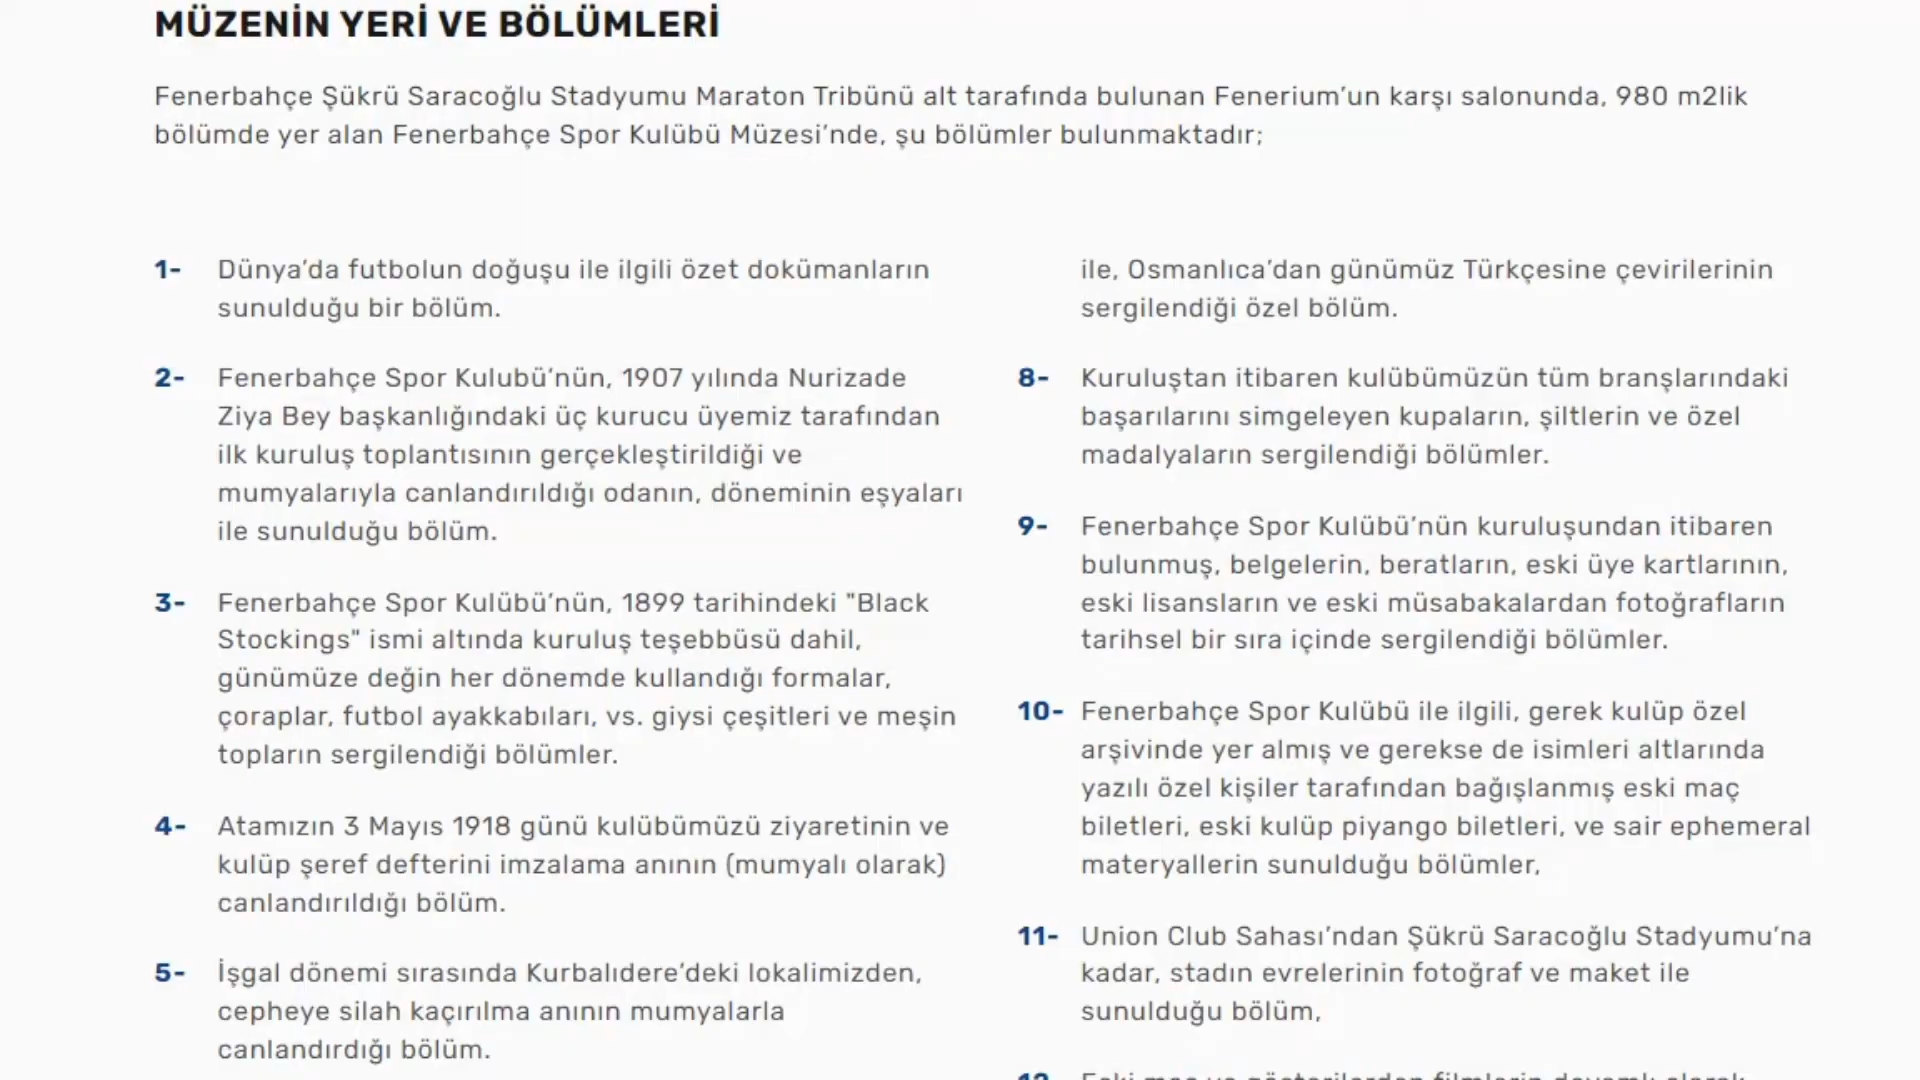 MÜZENİN YERİ VE BÖLÜMLERİ
Fenerbahçe Şükrü Saracoğlu Stadyumu Maraton Tribünü alt tarafında bulunan Fenerium’un karşı salonunda, 980 m2lik
bölümde yer alan Fenerbahçe Spor Kulübü Müzesi’nde, şu bölümler bulunmaktadır;
1- Dünya’da futbolun doğuşu ile ilgili özet dokümanların
sunulduğu bir bölüm.
2- Fenerbahçe Spor Kulubü’nün, 1907 yılında Nurizade
Ziya Bey başkanlığındaki üç kurucu üyemiz tarafından
ilk kuruluş toplantısının gerçekleştirildiği ve
mumyalarıyla canlandırıldığı odanın, döneminin eşyaları
ile sunulduğu bölüm.
3- Fenerbahçe Spor Kulübü’nün, 1899 tarihindeki "Black
Stockings" ismi altında kuruluş teşebbüsü dahil,
günümüze değin her dönemde kullandığı formalar,
çoraplar, futbol ayakkabıları, vs. giysi çeşitleri ve meşin
topların sergilendiği bölümler.
4- Atamızın 3 Mayıs 1918 günü kulübümüzü ziyaretinin ve
kulüp şeref defterini imzalama anının (mumyalı olarak)
canlandırıldığı bölüm.
5- İşgal dönemi sırasında Kurbalıdere’deki lokalimizden,
cepheye silah kaçırılma anının mumyalarla
canlandırdığı bölüm.
ile, Osmanlıca’dan günümüz Türkçesine çevirilerinin
sergilendiği özel bölüm.
8- Kuruluştan itibaren kulübümüzün tüm branşlarındaki
başarılarını simgeleyen kupaların, şiltlerin ve özel
madalyaların sergilendiği bölümler.
9- Fenerbahçe Spor Kulübü’nün kuruluşundan itibaren
bulunmuş, belgelerin, beratların, eski üye kartlarının,
eski lisansların ve eski müsabakalardan fotoğrafların
tarihsel bir sıra içinde sergilendiği bölümler.
10- Fenerbahçe Spor Kulübü ile ilgili, gerek kulüp özel
arşivinde yer almış ve gerekse de isimleri altlarında
yazılı özel kişiler tarafından bağışlanmış eski maç
biletleri, eski kulüp piyango biletleri, ve sair ephemeral
materyallerin sunulduğu bölümler,
11- Union Club Sahası’ndan Şükrü Saracoğlu Stadyumu’na
kadar, stadın evrelerinin fotoğraf ve maket ile
sunulduğu bölüm,